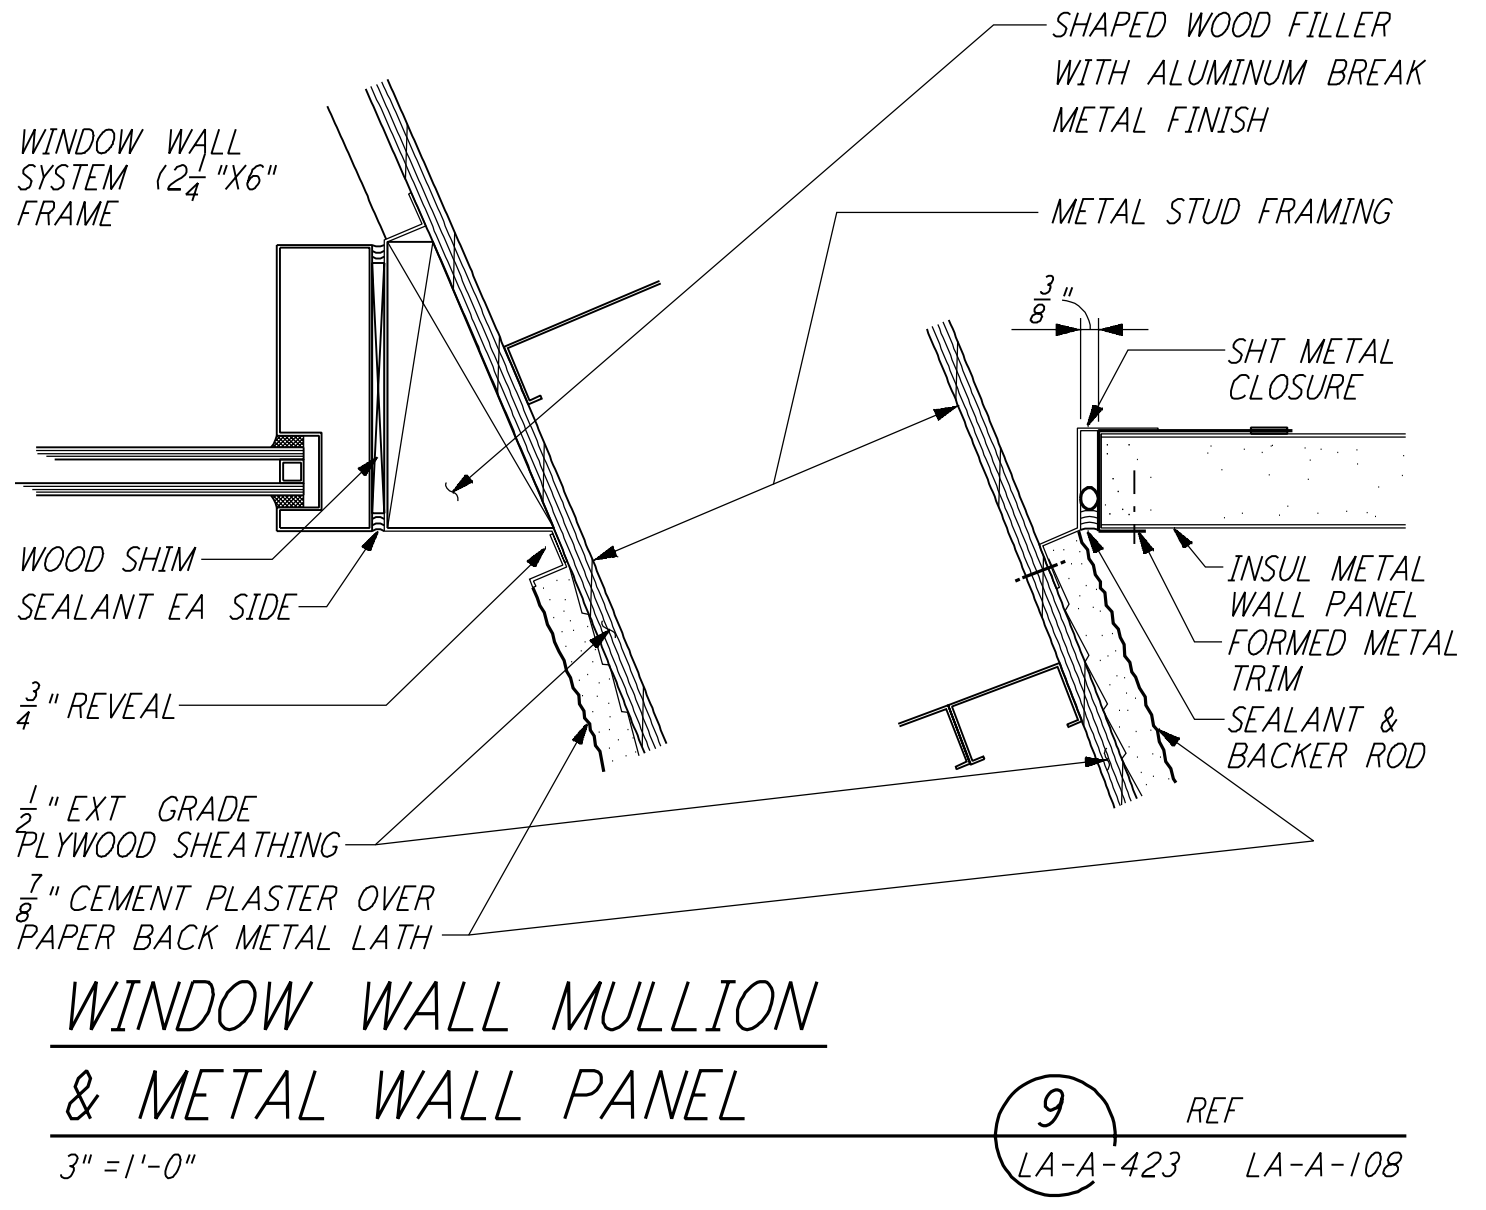 SHAPED WOOD FILLER
WITH ALUMINUM BREAK
METAL FINISH
WINDOW WALL
SYSTEM (2 1/4"X6"
FRAME
METAL STUD FRAMING
3/8"
SHT METAL
CLOSURE
WOOD SHIM
SEALANT EA SIDE
INSUL METAL
WALL PANEL
FORMED METAL
TRIM
3/4" REVEAL
SEALANT &
BACKER ROD
1/2" EXT GRADE
PLYWOOD SHEATHING
7/8" CEMENT PLASTER OVER
PAPER BACK METAL LATH
WINDOW WALL MULLION
& METAL WALL PANEL
9
REF
3" =1'-0"
LA-A-423
LA-A-108